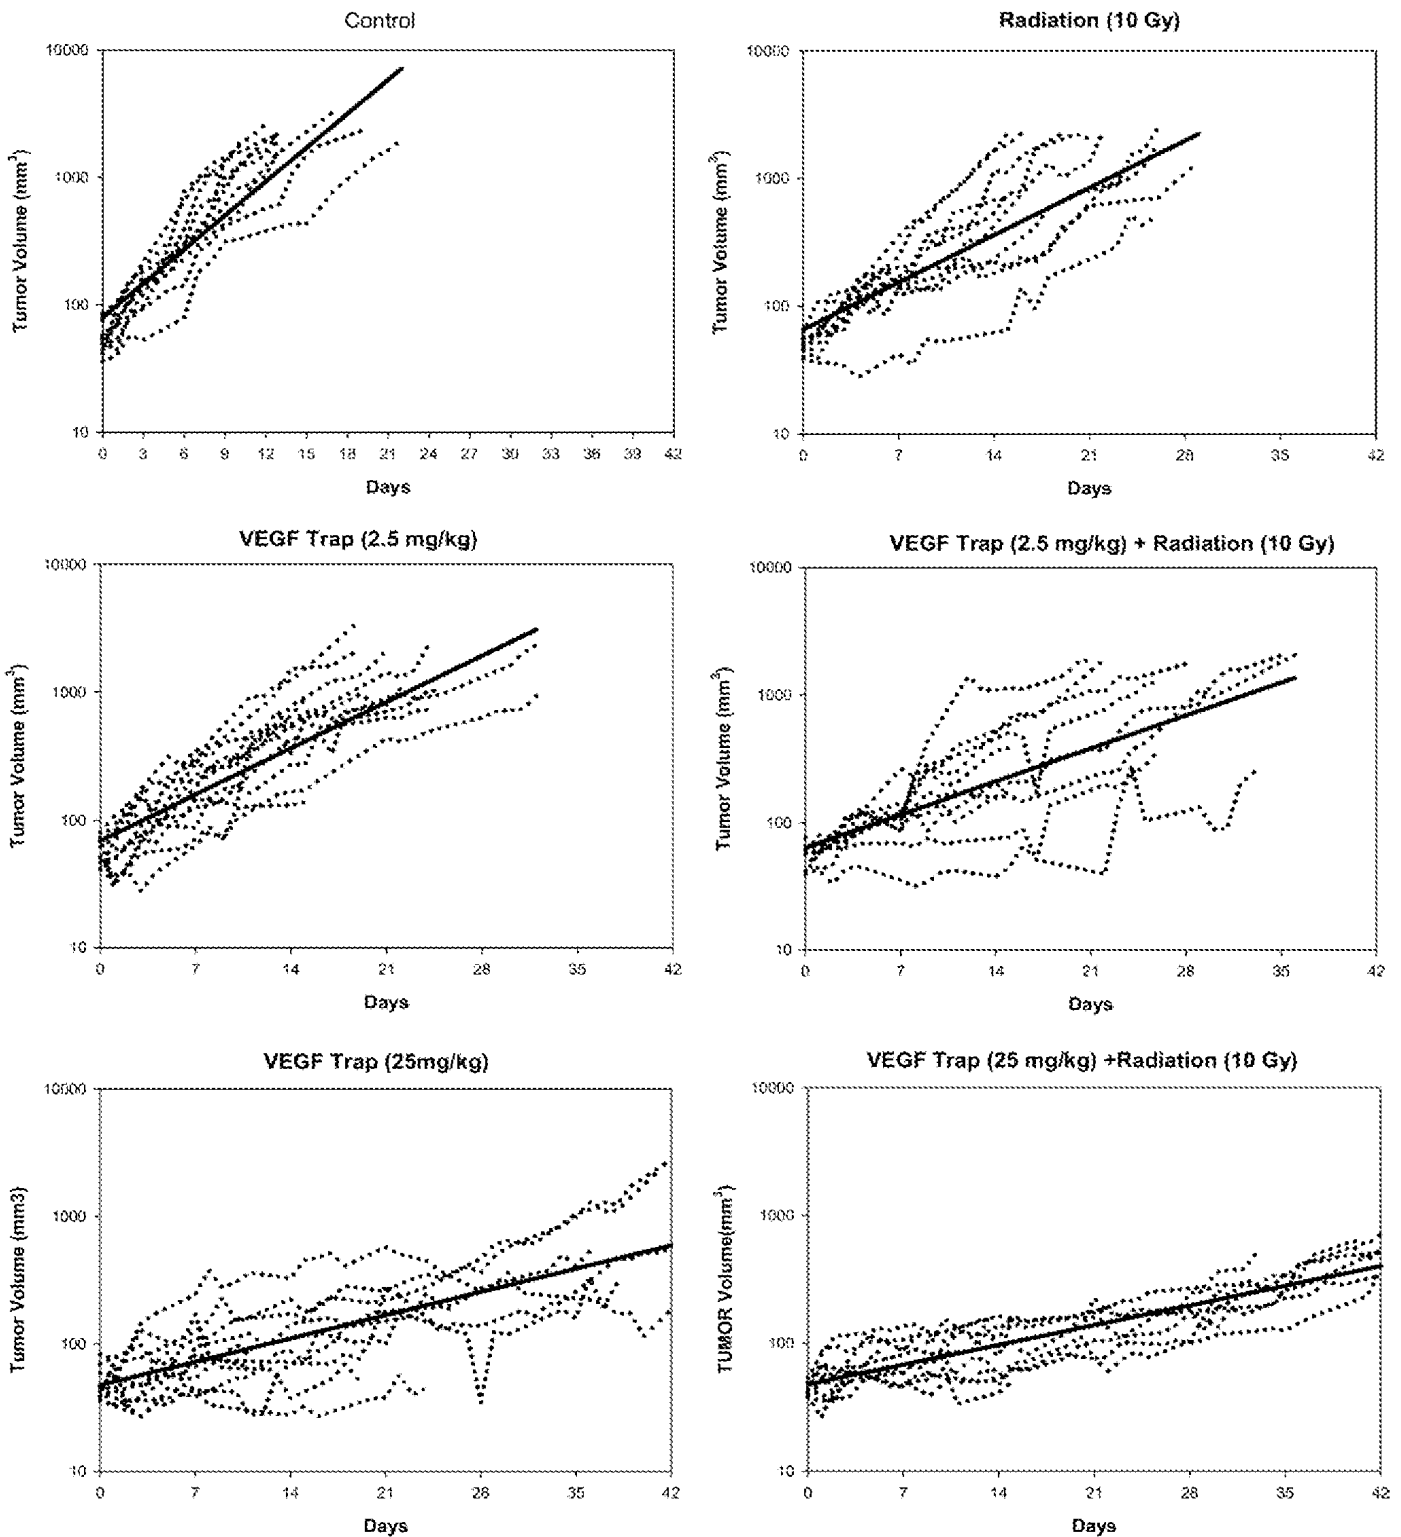 Control
10000
1000
100
10
Tumor Volume (mm³)
0 3 6 9 12 15 18 21 24 27 30 33 36 39 42
Days
Radiation (10 Gy)
10000
1000
100
10
Tumor Volume (mm³)
0 7 14 21 28 35 42
Days
VEGF Trap (2.5 mg/kg)
10000
1000
100
10
Tumor Volume (mm³)
0 7 14 21 28 35 42
Days
VEGF Trap (2.5 mg/kg) + Radiation (10 Gy)
10000
1000
100
10
Tumor Volume (mm³)
0 7 14 21 28 35 42
Days
VEGF Trap (25mg/kg)
10000
1000
100
10
Tumor Volume (mm3)
0 7 14 21 28 35 42
Days
VEGF Trap (25 mg/kg) +Radiation (10 Gy)
10000
1000
100
10
TUMOR Volume(mm³)
0 7 14 21 28 35 42
Days